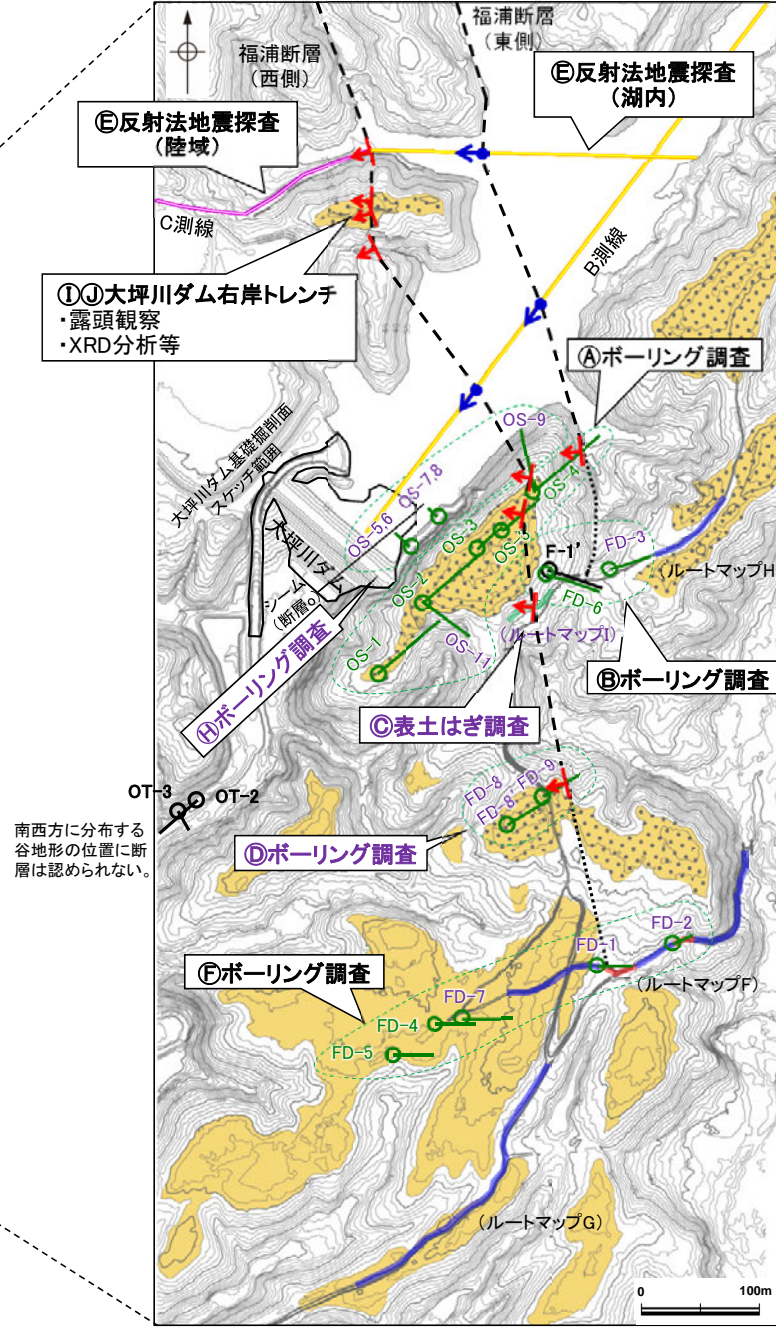 福浦断層
(西側)
福浦断層
(東側)
Ⓔ反射法地震探査
(湖内)
Ⓔ反射法地震探査
(陸域)
C測線
B測線
ⒾⒿ大坪川ダム右岸トレンチ
・露頭観察
・XRD分析等
Ⓐボーリング調査
大坪川ダム基礎掘削面
スケッチ範囲
大坪川ダム
シーム
OS-9
OS-7,8
OS-5,6
OS-3
OS-2
OS-1
OS-11
F-1'
FD-3
FD-6
(ルートマップH
(ルートマップI)
Ⓑボーリング調査
Ⓗボーリング調査
Ⓒ表土はぎ調査
OT-3
OT-2
南西方に分布する
谷地形の位置に断
層は認められない。
FD-8
FD-8'
FD-9
Ⓓボーリング調査
FD-2
FD-1
(ルートマップF)
Ⓕボーリング調査
FD-7
FD-4
FD-5
(ルートマップG)
0
100m